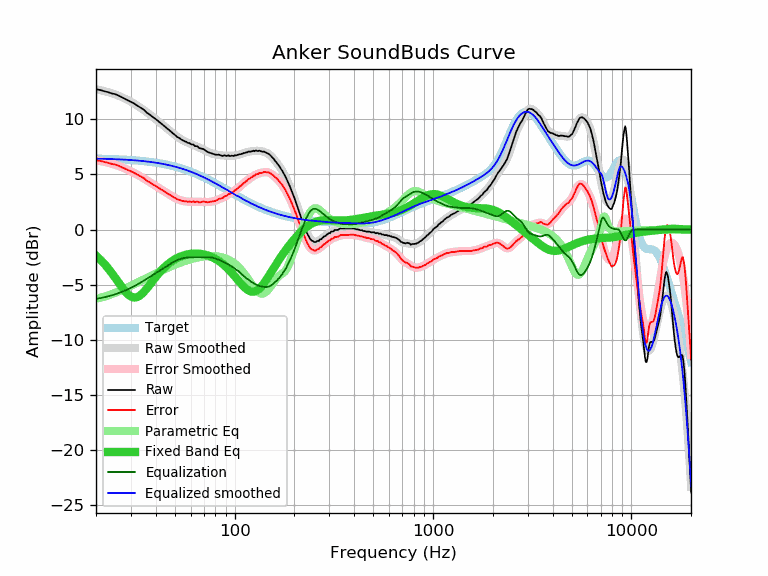 Anker SoundBuds Curve
Amplitude (dBr)
10
5
0
−5
−10
−15
−20
−25
Target
Raw Smoothed
Error Smoothed
Raw
Error
Parametric Eq
Fixed Band Eq
Equalization
Equalized smoothed
100 1000 10000
Frequency (Hz)